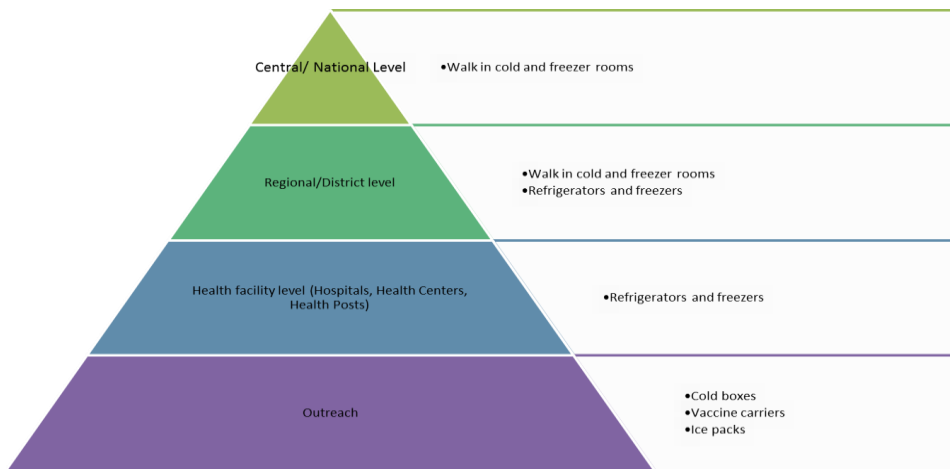 Central/ National Level
•Walk in cold and freezer rooms
Regional/District level
•Walk in cold and freezer rooms
•Refrigerators and freezers
Health facility level (Hospitals, Health Centers,
Health Posts)
•Refrigerators and freezers
Outreach
•Cold boxes
•Vaccine carriers
•Ice packs